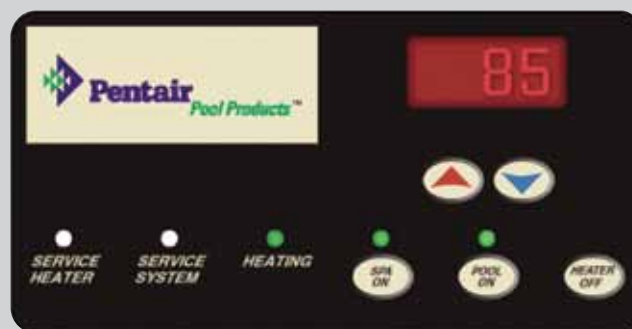 Pentair
Pool Products™
85
SERVICE
HEATER
SERVICE
SYSTEM
HEATING
SPA
ON
POOL
ON
HEATER
OFF